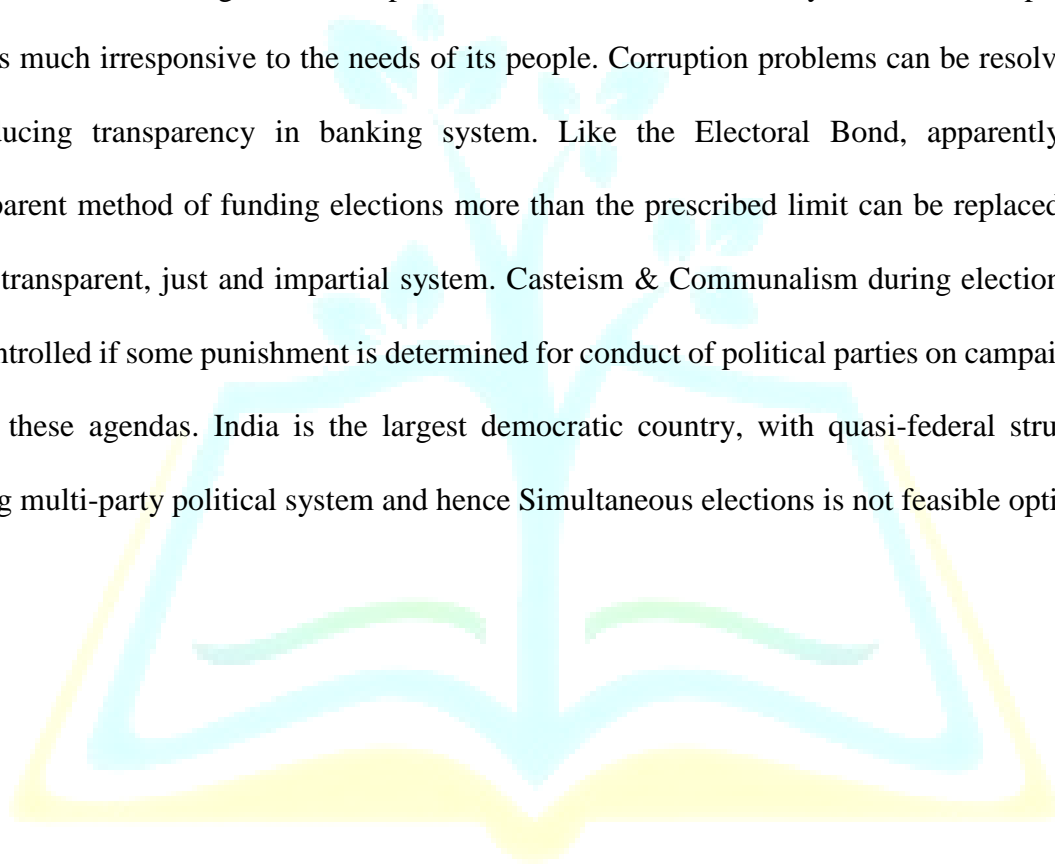 s much irresponsive to the needs of its people. Corruption problems can be resolv
ucing transparency in banking system. Like the Electoral Bond, apparently
parent method of funding elections more than the prescribed limit can be replaced
transparent, just and impartial system. Casteism & Communalism during election
ntrolled if some punishment is determined for conduct of political parties on campai
these agendas. India is the largest democratic country, with quasi-federal stru
g multi-party political system and hence Simultaneous elections is not feasible opti